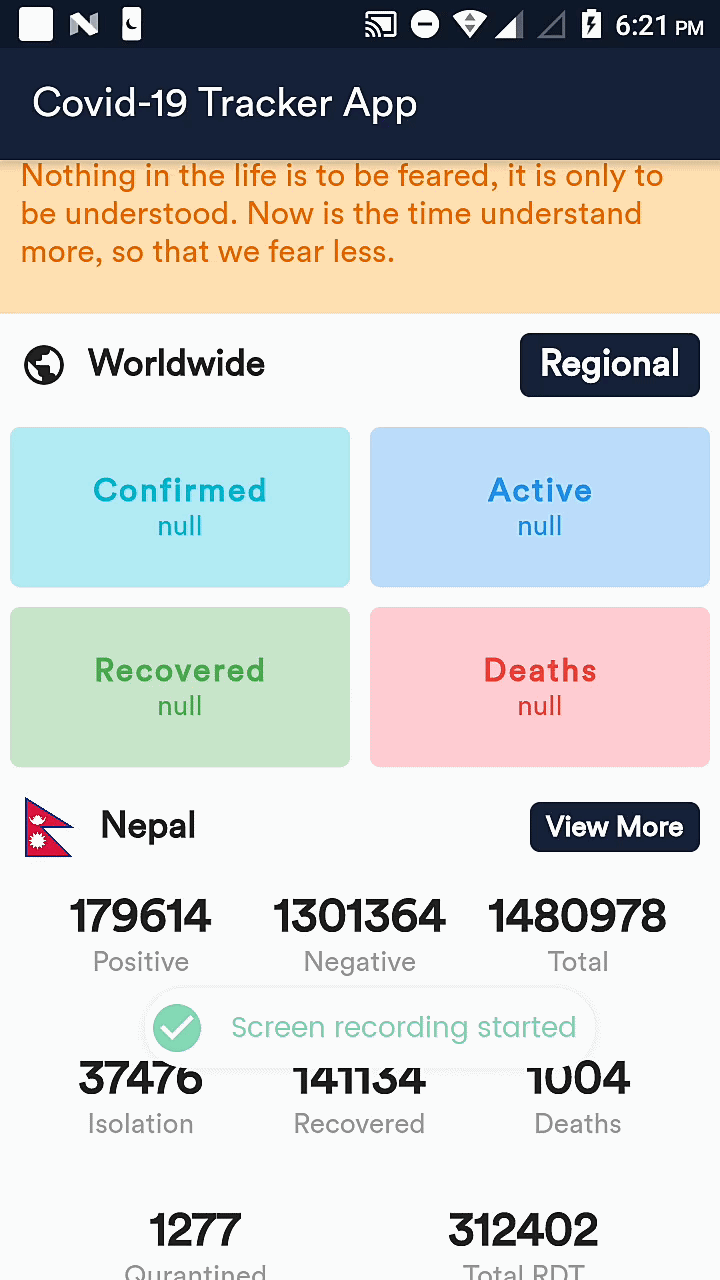 6:21 PM
Covid-19 Tracker App
Nothing in the life is to be feared, it is only to
be understood. Now is the time understand
more, so that we fear less.
Worldwide
Regional
Confirmed
null
Active
null
Recovered
null
Deaths
null
Nepal
View More
179614 1301364 1480978
Positive Negative Total
Screen recording started
37476 141134 1004
Isolation Recovered Deaths
1277 312402
Qurantined Total RDT